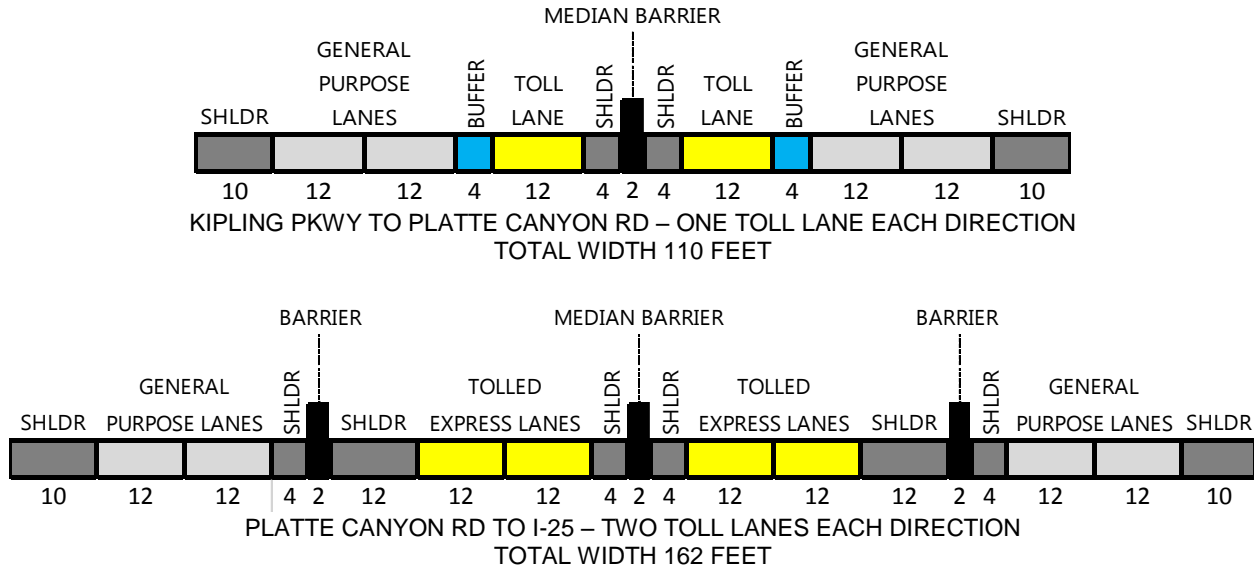 MEDIAN BARRIER
GENERAL
PURPOSE
LANES
GENERAL
PURPOSE
LANES
SHLDR
BUFFER
TOLL
LANE
SHLDR
SHLDR
TOLL
LANE
BUFFER
SHLDR
10 12 12 4 12 4 2 4 12 4 12 12 10
KIPLING PKWY TO PLATTE CANYON RD – ONE TOLL LANE EACH DIRECTION
TOTAL WIDTH 110 FEET
BARRIER MEDIAN BARRIER BARRIER
SHLDR
GENERAL
PURPOSE LANES
SHLDR
SHLDR
TOLLED
EXPRESS LANES
SHLDR
SHLDR
TOLLED
EXPRESS LANES
SHLDR
SHLDR
GENERAL
PURPOSE LANES
SHLDR
10 12 12 4 2 12 12 12 4 2 4 12 12 12 2 4 12 12 10
PLATTE CANYON RD TO I-25 – TWO TOLL LANES EACH DIRECTION
TOTAL WIDTH 162 FEET